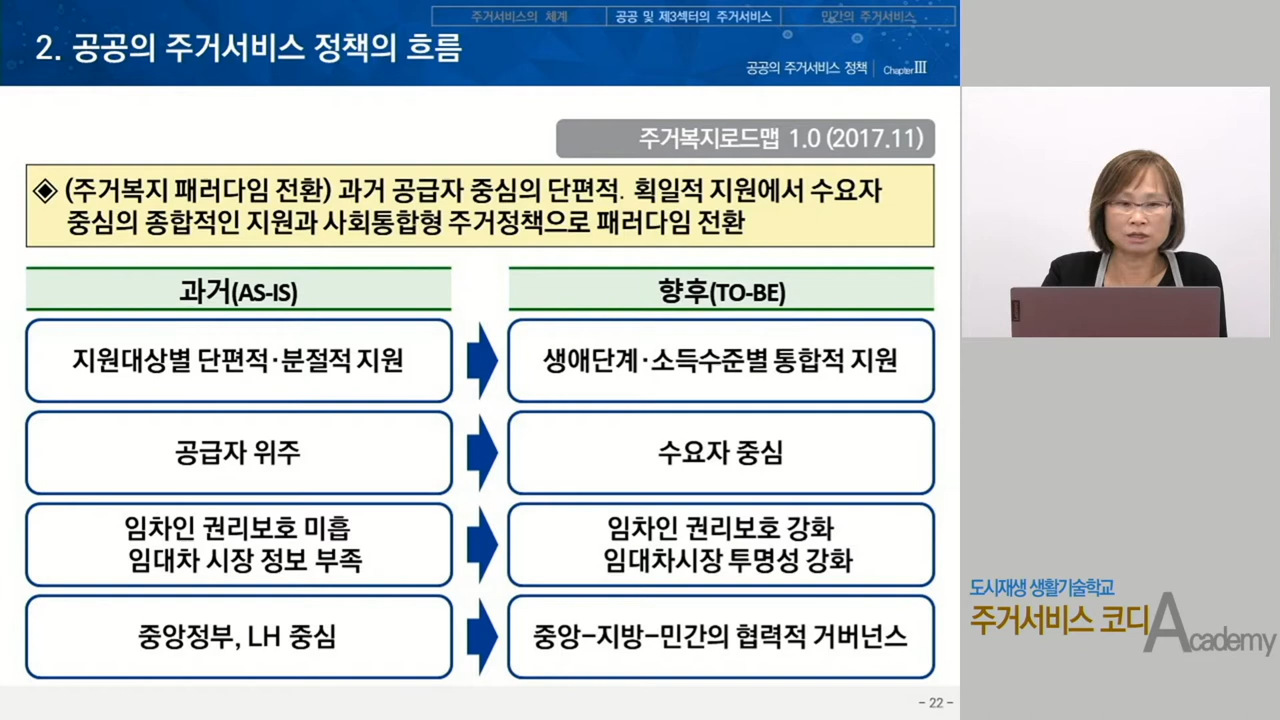 주거서비스의 체계
공공 및 제3섹터의 주거서비스
민간의 주거서비스
2. 공공의 주거서비스 정책의 흐름
공공의 주거서비스 정책 | Chapter Ⅲ
주거복지로드맵 1.0 (2017.11)
◈ (주거복지 패러다임 전환) 과거 공급자 중심의 단편적. 획일적 지원에서 수요자
중심의 종합적인 지원과 사회통합형 주거정책으로 패러다임 전환
과거(AS-IS)
향후(TO-BE)
지원대상별 단편적·분절적 지원
생애단계·소득수준별 통합적 지원
공급자 위주
수요자 중심
임차인 권리보호 미흡
임대차 시장 정보 부족
임차인 권리보호 강화
임대차시장 투명성 강화
중앙정부, LH 중심
중앙-지방-민간의 협력적 거버넌스
- 22 -
Lenovo
도시재생 생활기술학교
주거서비스 코디
Academy